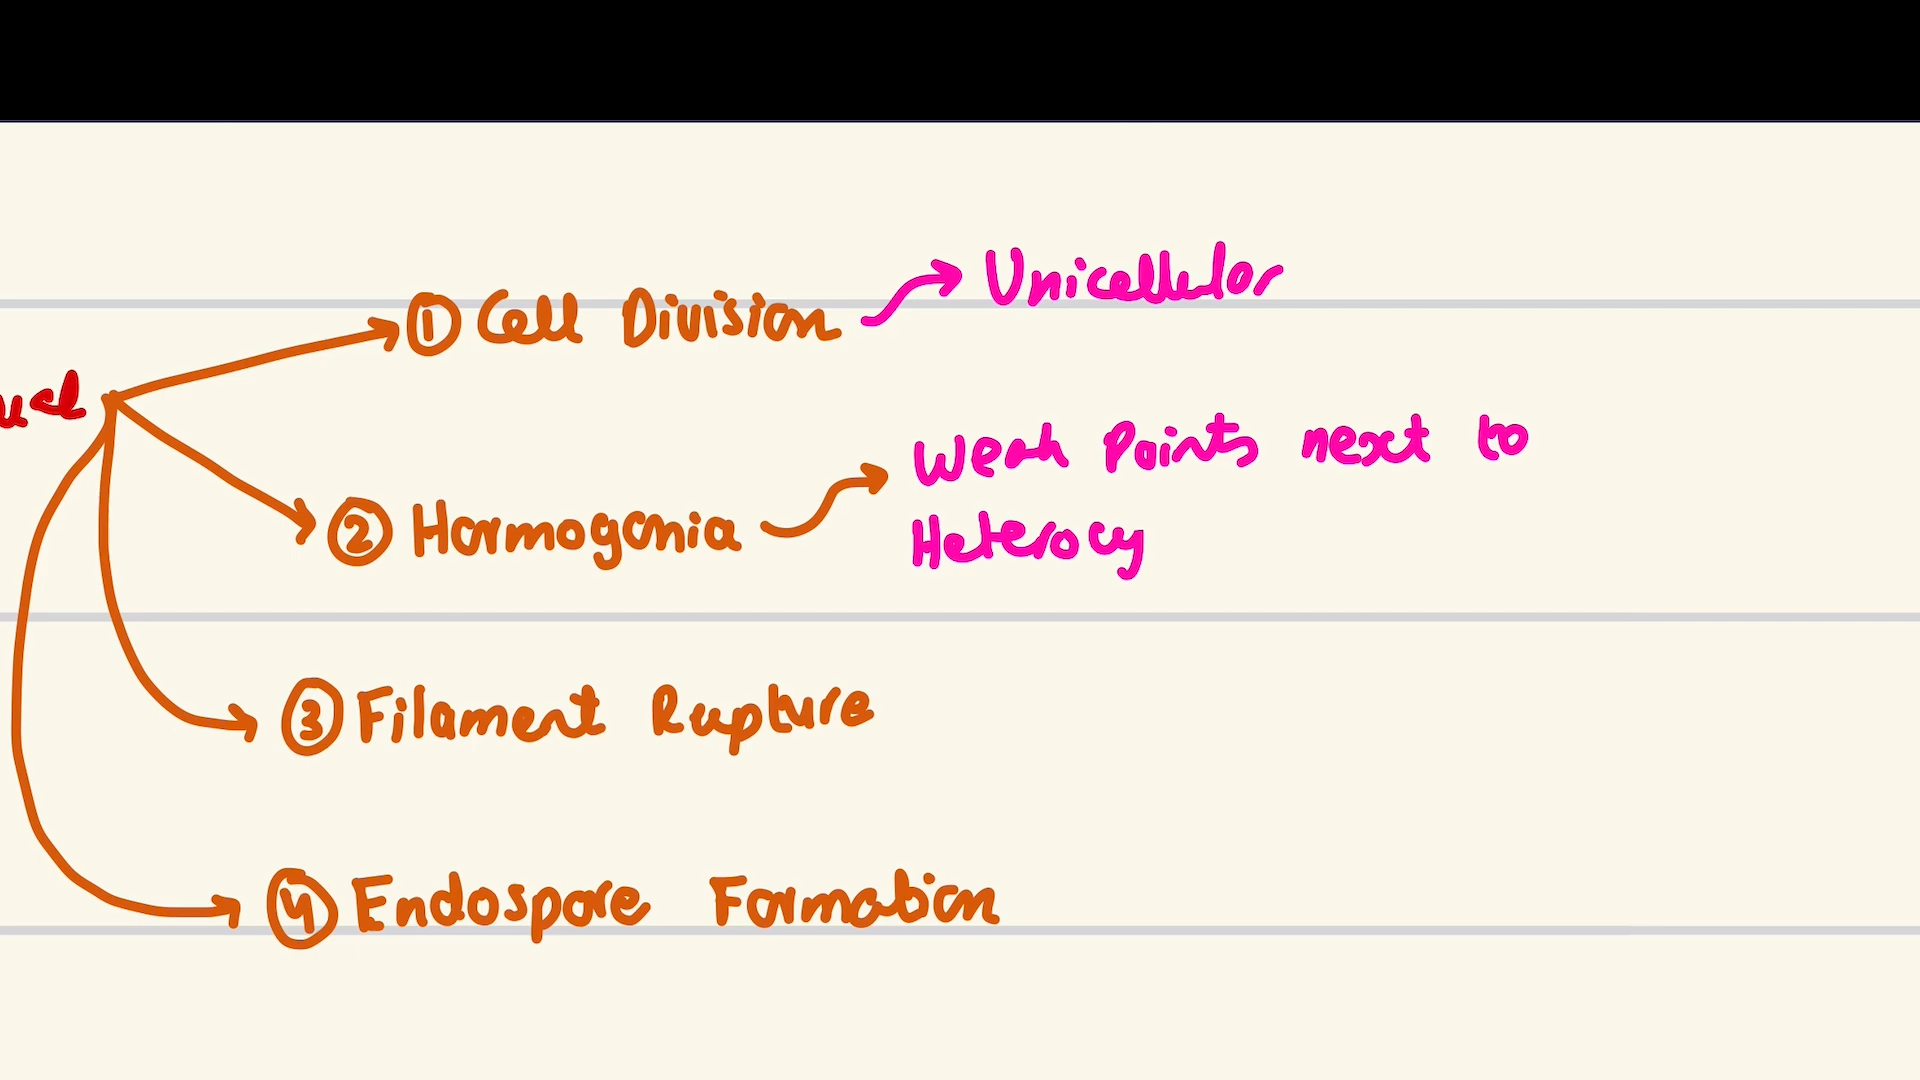 ① Cell Division → Unicellular
Weak Points next to
② Hormogonia → Heterocy
③ Filament Rupture
④ Endospore Formation